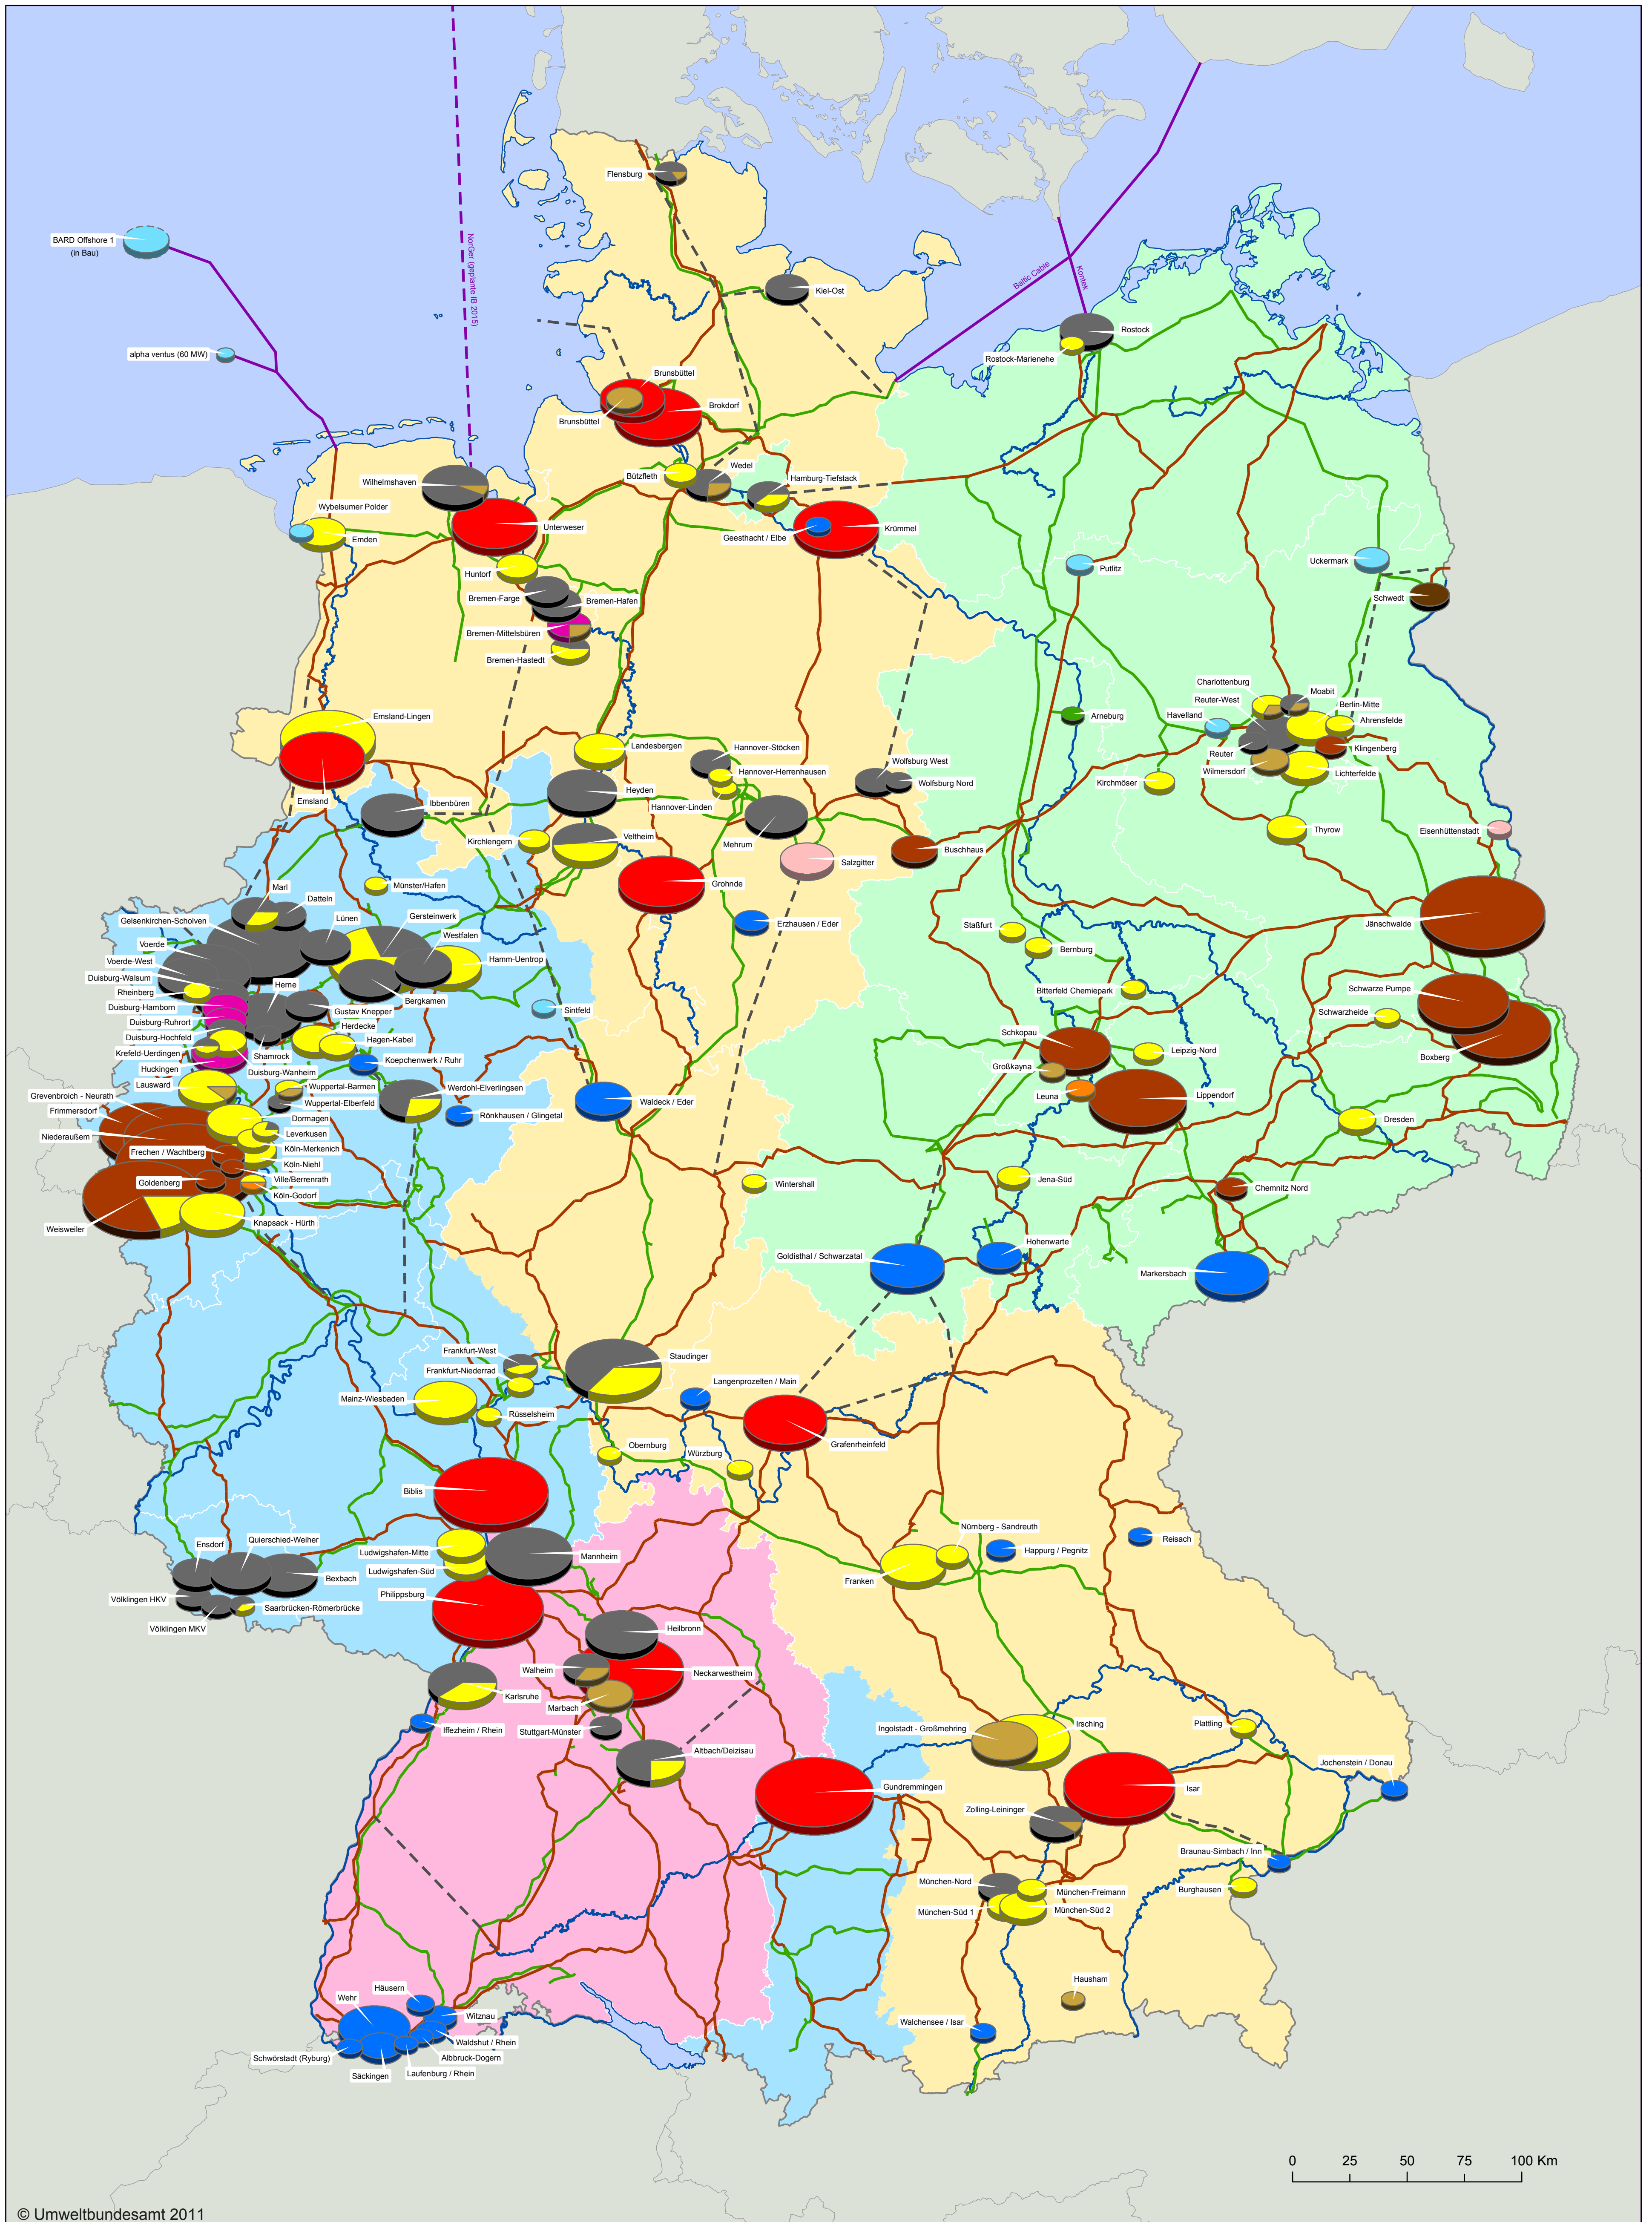 Flensburg
BARD Offshore 1
(in Bau)
NorGer (geplante IB 2015)
Baltic Cable
Kontek
Kiel-Ost
Rostock
Rostock-Marienehe
alpha ventus (60 MW)
Brunsbüttel
Brokdorf
Brunsbüttel
Wedel
Bützfleth
Hamburg-Tiefstack
Wilhelmshaven
Wybelsumer Polder
Emden
Unterweser
Krümmel
Geesthacht / Elbe
Huntorf
Putlitz
Uckermark
Bremen-Farge
Bremen-Hafen
Schwedt
Bremen-Mittelsbüren
Bremen-Hastedt
Charlottenburg
Moabit
Reuter-West
Berlin-Mitte
Emsland-Lingen
Arneburg
Havelland
Ahrensfelde
Landesbergen
Hannover-Stöcken
Klingenberg
Reuter
Wolfsburg West
Hannover-Herrenhausen
Wilmersdorf
Lichterfelde
Wolfsburg Nord
Kirchmöser
Heyden
Emsland
Ibbenbüren
Hannover-Linden
Thyrow
Eisenhüttenstadt
Veltheim
Kirchlengern
Mehrum
Buschhaus
Salzgitter
Münster/Hafen
Grohnde
Marl
Datteln
Gelsenkirchen-Scholven
Lünen
Gersteinwerk
Erzhausen / Eder
Jänschwalde
Staßfurt
Westfalen
Voerde
Bernburg
Voerde-West
Hamm-Uentrop
Duisburg-Walsum
Herne
Bitterfeld Chemiepark
Schwarze Pumpe
Rheinberg
Bergkamen
Duisburg-Hamborn
Gustav Knepper
Sintfeld
Schwarzheide
Duisburg-Ruhrort
Herdecke
Schkopau
Duisburg-Hochfeld
Hagen-Kabel
Leipzig-Nord
Boxberg
Krefeld-Uerdingen
Shamrock
Koepchenwerk / Ruhr
Großkayna
Huckingen
Duisburg-Wanheim
Lausward
Wuppertal-Barmen
Werdohl-Elverlingsen
Grevenbroich - Neurath
Wuppertal-Elberfeld
Leuna
Lippendorf
Waldeck / Eder
Frimmersdorf
Rönkhausen / Glingetal
Dormagen
Dresden
Niederaußem
Leverkusen
Frechen / Wachtberg
Köln-Merkenich
Köln-Niehl
Goldenberg
Ville/Berrenrath
Wintershall
Jena-Süd
Chemnitz Nord
Köln-Godorf
Weisweiler
Knapsack - Hürth
Hohenwarte
Goldisthal / Schwarzatal
Markersbach
Frankfurt-West
Staudinger
Frankfurt-Niederrad
Langenprozelten / Main
Mainz-Wiesbaden
Rüsselsheim
Obernburg
Grafenrheinfeld
Würzburg
Biblis
Nürnberg - Sandreuth
Reisach
Ensdorf
Quierschied-Weiher
Happurg / Pegnitz
Ludwigshafen-Mitte
Mannheim
Ludwigshafen-Süd
Bexbach
Franken
Philippsburg
Völklingen HKV
Saarbrücken-Römerbrücke
Völklingen MKV
Heilbronn
Walheim
Neckarwestheim
Karlsruhe
Marbach
Iffezheim / Rhein
Stuttgart-Münster
Ingolstadt - Großmehring
Irsching
Plattling
Altbach/Deizisau
Jochenstein / Donau
Gundremmingen
Isar
Zolling-Leininger
Braunau-Simbach / Inn
München-Nord
München-Freimann
Burghausen
München-Süd 1
München-Süd 2
Hausham
Häusern
Wehr
Witznau
Walchensee / Isar
Waldshut / Rhein
Schwörstadt (Ryburg)
Albbruck-Dogern
Säckingen
Laufenburg / Rhein
0 25 50 75 100 Km
© Umweltbundesamt 2011